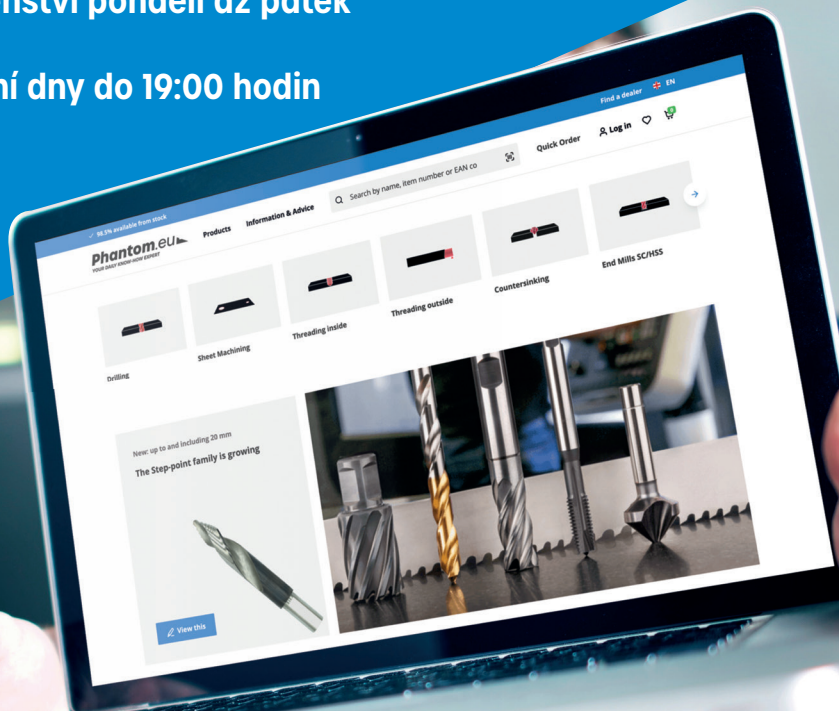 pondělí až pátek
ní dny do 19:00 hodin
Find a dealer EN
98.5% available from stock
Phantom.eu
YOUR DAILY KNOW-HOW EXPERT
Products
Information & Advice
Search by name, item number or EAN co
Quick Order
Log in
Drilling
Sheet Machining
Threading inside
Threading outside
Countersinking
End Mills SC/HSS
New: up to and including 20 mm
The Step-point family is growing
View this